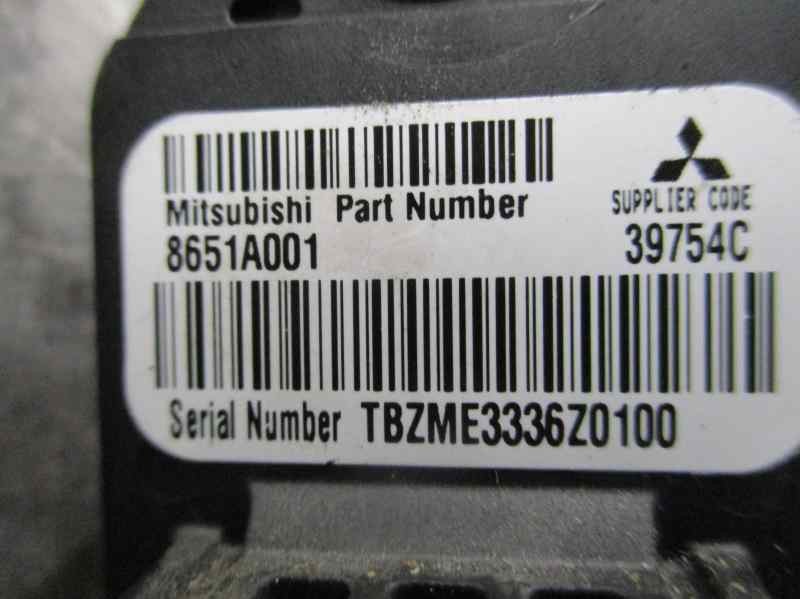 Mitsubishi Part Number
8651A001
SUPPLIER CODE
39754C
Serial Number TBZME3336Z0100